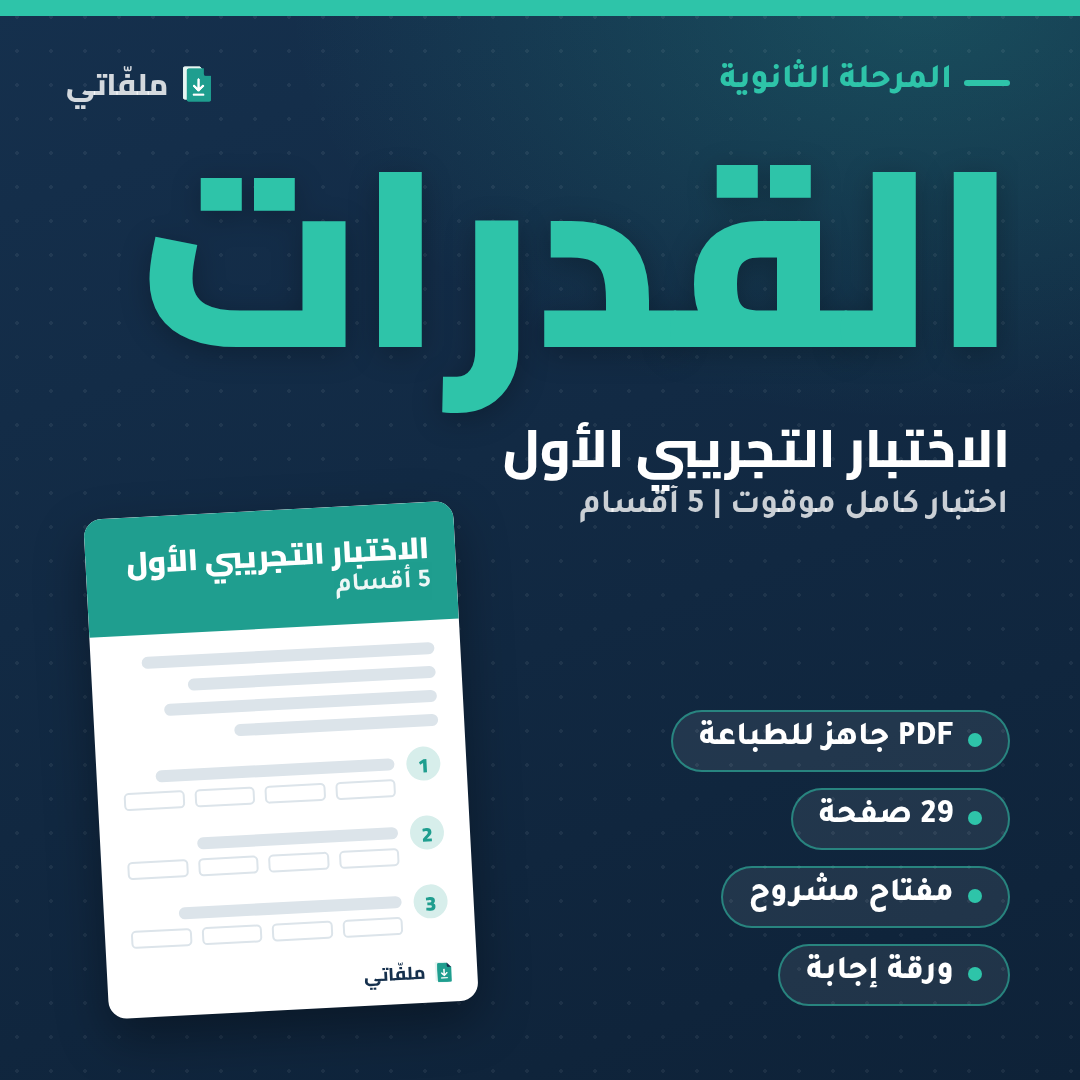 المرحلة الثانوية
ملفّاتي
القدرات
الاختبار التجريبي الأول
اختبار كامل موقوت | 5 أقسام
الاختبار التجريبي الأول
5 أقسام
1
2
3
ملفّاتي
PDF جاهز للطباعة
29 صفحة
مفتاح مشروح
ورقة إجابة